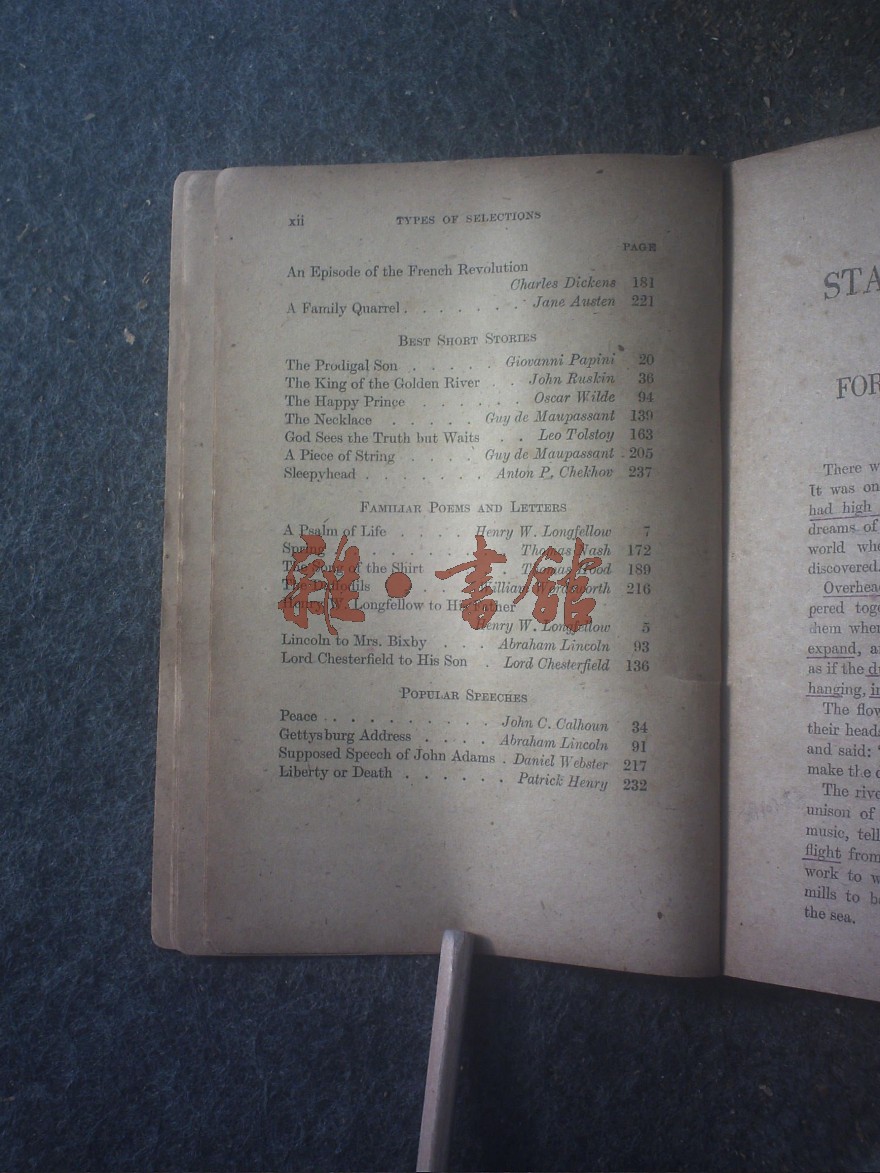 xii TYPES OF SELECTIONS
PAGE
An Episode of the French Revolution
Charles Dickens 181
A Family Quarrel . . . . . . . Jane Austen 221
BEST SHORT STORIES
The Prodigal Son . . . . . Giovanni Papini 20
The King of the Golden River . . John Ruskin 36
The Happy Prince . . . . . . Oscar Wilde 94
The Necklace . . . . . Guy de Maupassant 139
God Sees the Truth but Waits . . Leo Tolstoy 163
A Piece of String . . . . Guy de Maupassant . 205
Sleepyhead . . . . . . . Anton P. Chekhov 237
FAMILIAR POEMS AND LETTERS
A Psalm of Life . . . . Henry W. Longfellow 7
Spring . . . . . . . . . Thomas Nash 172
The Song of the Shirt . . . . Thomas Hood 189
The Daffodils . . . . William Wordsworth 216
Henry W. Longfellow to His Father
Henry W. Longfellow 5
Lincoln to Mrs. Bixby . . . Abraham Lincoln 93
Lord Chesterfield to His Son . Lord Chesterfield 136
POPULAR SPEECHES
Peace . . . . . . . . . . John C. Calhoun 34
Gettysburg Address . . . . Abraham Lincoln 91
Supposed Speech of John Adams . Daniel Webster 217
Liberty or Death . . . . . . Patrick Henry 232
雜·書館
STA
FOR
There w
It was on
had high
dreams of
world whe
discovered.
Overhea
pered toge
them when
expand, a
as if the d
hanging, i
The flow
their heads
and said:
make the d
The rive
unison of
music, tell
flight from
work to w
mills to b
the sea.